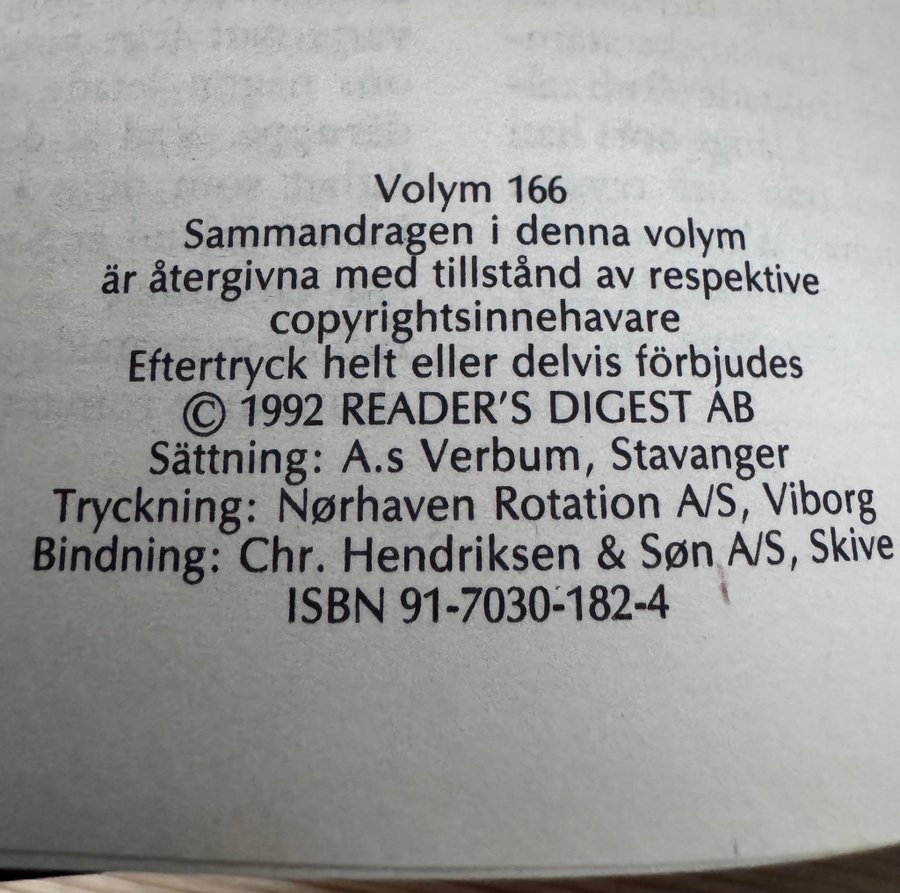 Volym 166
Sammandragen i denna volym
är återgivna med tillstånd av respektive
copyrightsinnehavare
Eftertryck helt eller delvis förbjudes
© 1992 READER'S DIGEST AB
Sättning: A.s Verbum, Stavanger
Tryckning: Nørhaven Rotation A/S, Viborg
Bindning: Chr. Hendriksen & Søn A/S, Skive
ISBN 91-7030-182-4